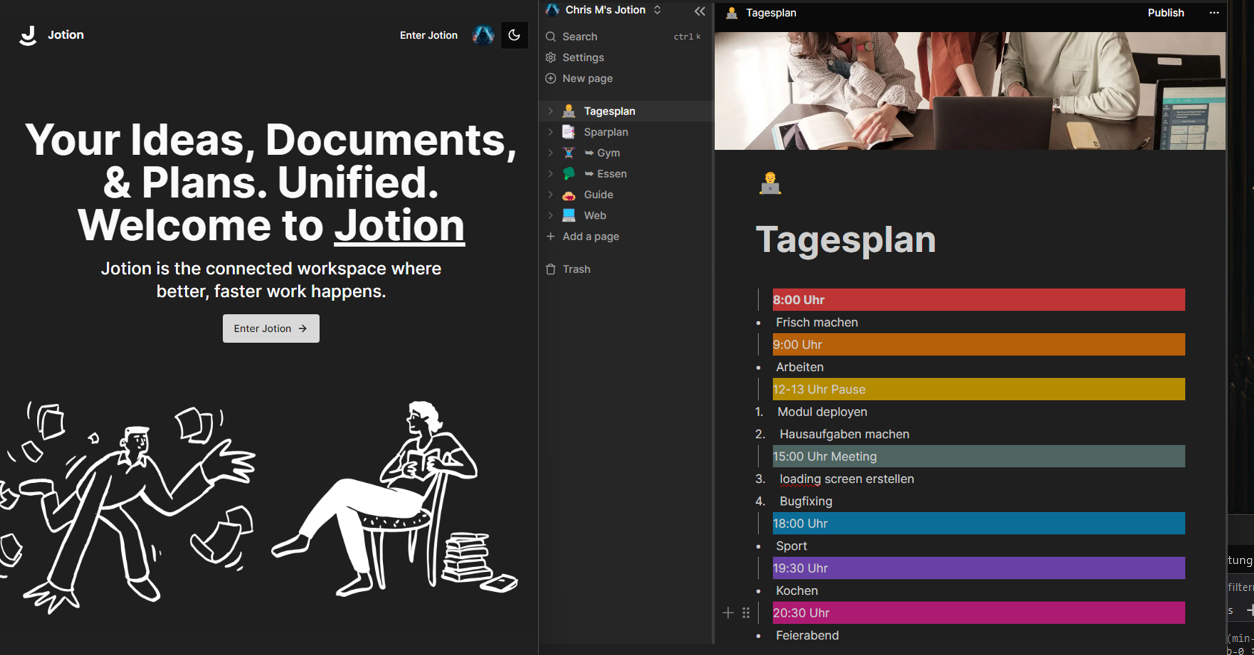 Jotion
Enter Jotion
Your Ideas, Documents,
& Plans. Unified.
Welcome to Jotion
Jotion is the connected workspace where
better, faster work happens.
Enter Jotion
Chris M's Jotion
Search
ctrl k
Settings
New page
Tagesplan
Sparplan
➥ Gym
➥ Essen
Guide
Web
Add a page
Trash
Tagesplan
Publish
Tagesplan
8:00 Uhr
• Frisch machen
9:00 Uhr
• Arbeiten
12-13 Uhr Pause
1. Modul deployen
2. Hausaufgaben machen
15:00 Uhr Meeting
3. loading screen erstellen
4. Bugfixing
18:00 Uhr
• Sport
19:30 Uhr
• Kochen
20:30 Uhr
• Feierabend
tung
filter
s
(min-